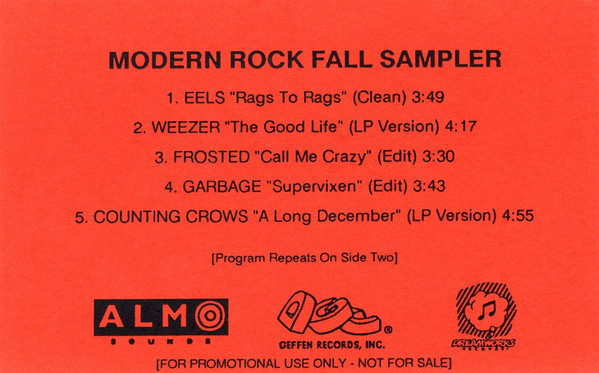 MODERN ROCK FALL SAMPLER
1. EELS "Rags To Rags" (Clean) 3:49
2. WEEZER "The Good Life" (LP Version) 4:17
3. FROSTED "Call Me Crazy" (Edit) 3:30
4. GARBAGE "Supervixen" (Edit) 3:43
5. COUNTING CROWS "A Long December" (LP Version) 4:55
[Program Repeats On Side Two]
ALMO
SOUNDS
GEFFEN RECORDS, INC.
®
DREAMWORKS
RECORDS
[FOR PROMOTIONAL USE ONLY - NOT FOR SALE]